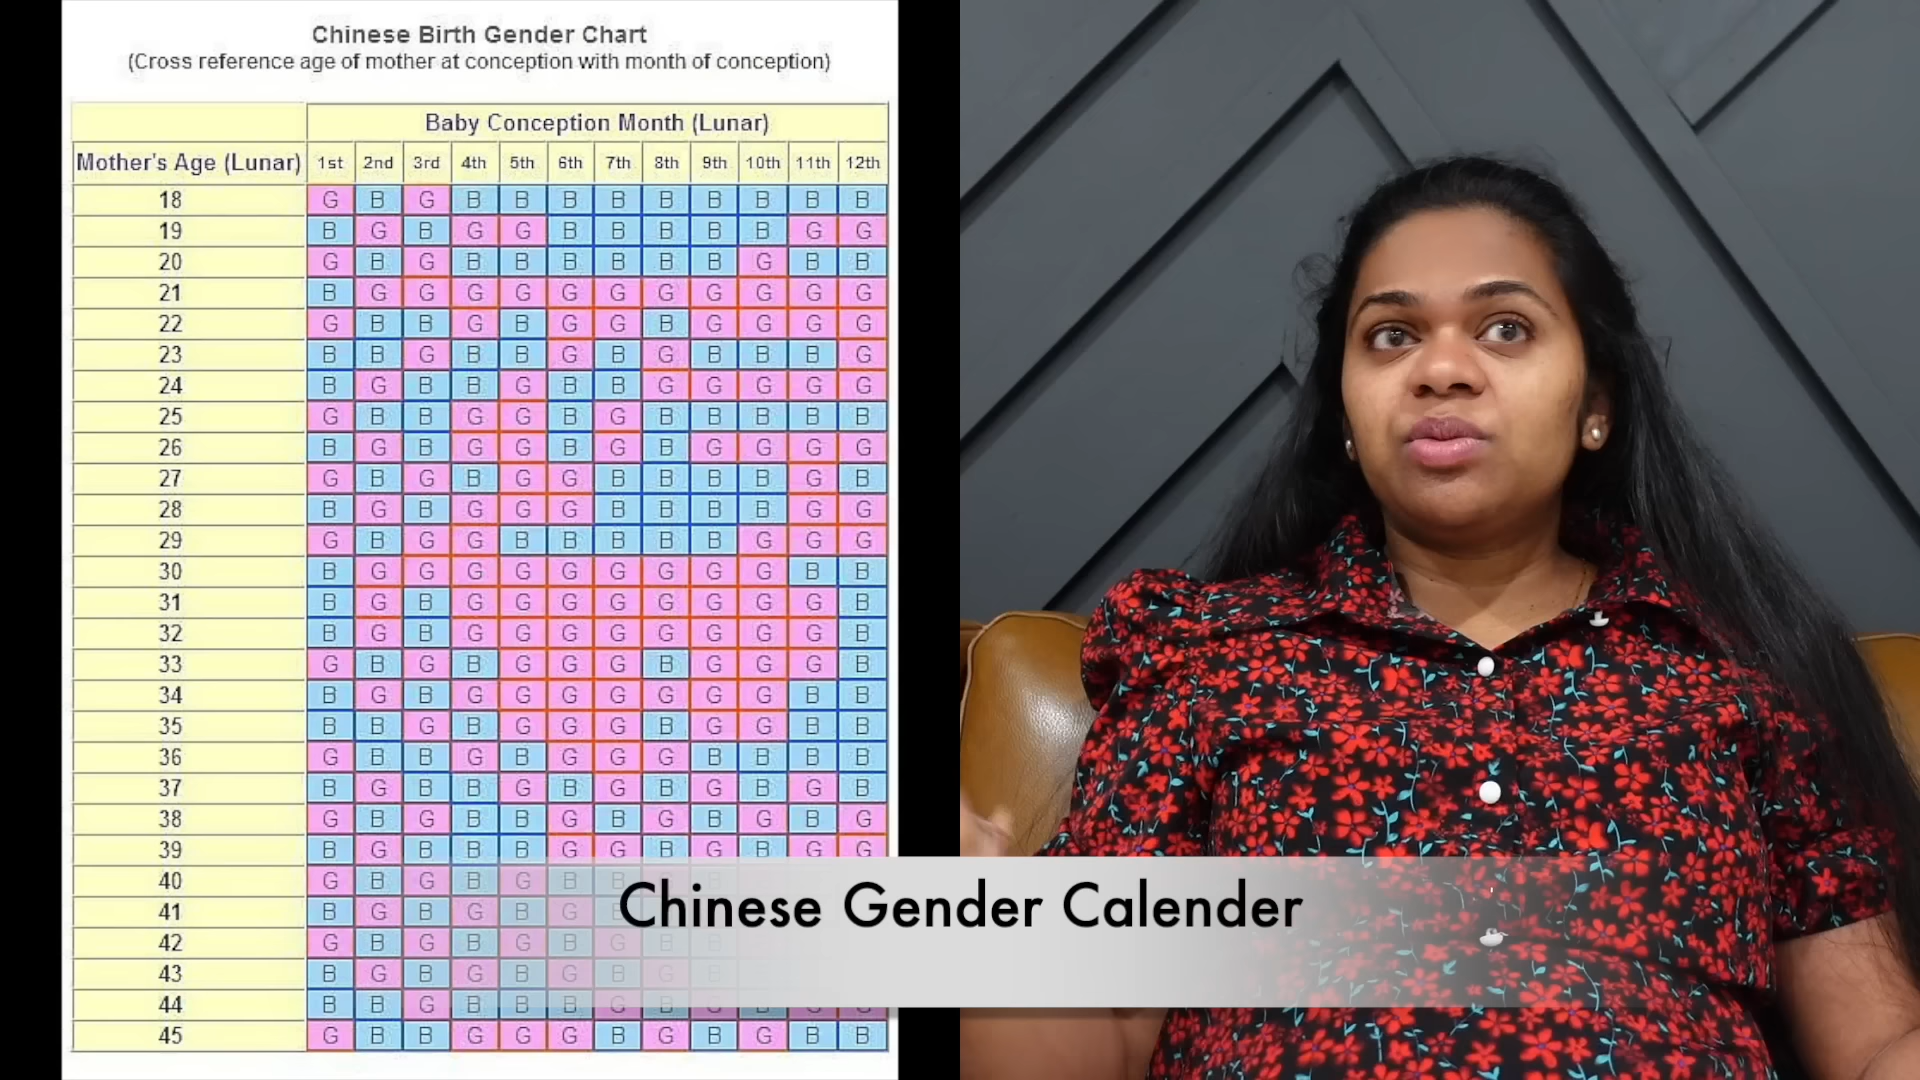 Chinese Birth Gender Chart
(Cross reference age of mother at conception with month of conception)
Baby Conception Month (Lunar)
Mother's Age (Lunar) 1st 2nd 3rd 4th 5th 6th 7th 8th 9th 10th 11th 12th
18 G B G B B B B B B B B B
19 B G B G G B B B B B G G
20 G B G B B B B B B G B B
21 B G G G G G G G G G G G
22 G B B G B G G B G G G G
23 B B G B B G B G B B B G
24 B G B B G B B G G G G G
25 G B B G G B G B B B B B
26 B G B G G B G B G G G G
27 G B G B G G B B B B G B
28 B G B G G G B B B B G G
29 G B G G B B B B B G G G
30 B G G G G G G G G G B B
31 B G B G G G G G G G G B
32 B G B G G G G G G G G B
33 G B G B G G G B G G G B
34 B G B G G G G G G G B B
35 B B G B G G G B G G B B
36 G B B G B G G G B B B B
37 B G B B G B G B G B G B
38 G B G B B G B G B G B G
39 B G B B B G G B G B G G
40 G B G B G B B
41 B G B G B G
42 G B G B G B G B B
43 B G B G B G B G B
44 B B G B B B G B G B G G
45 G B B G G G B G B G B B
Chinese Gender Calender